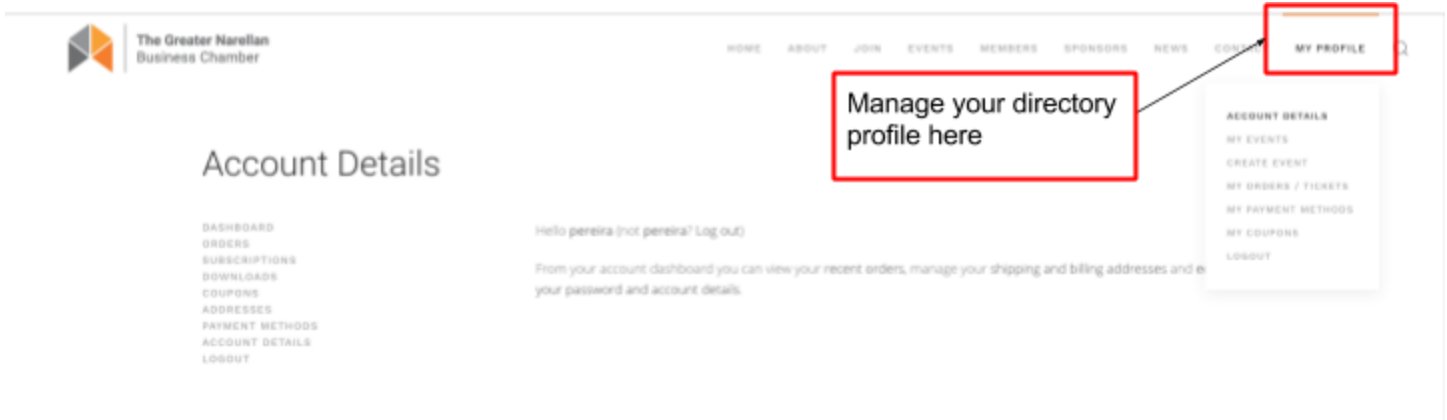 The Greater Narellan
Business Chamber
HOME ABOUT JOIN EVENTS MEMBERS SPONSORS NEWS MY PROFILE
Manage your directory
profile here
ACCOUNT DETAILS
MY EVENTS
CREATE EVENT
MY ORDERS / TICKETS
MY PAYMENT METHODS
MY COUPONS
LOGOUT
Account Details
DASHBOARD
ORDERS
SUBSCRIPTIONS
DOWNLOADS
COUPONS
ADDRESSES
PAYMENT METHODS
ACCOUNT DETAILS
LOGOUT
Hello pereira (not pereira? Log out)
From your account dashboard you can view your recent orders, manage your shipping and billing addresses and
your password and account details.